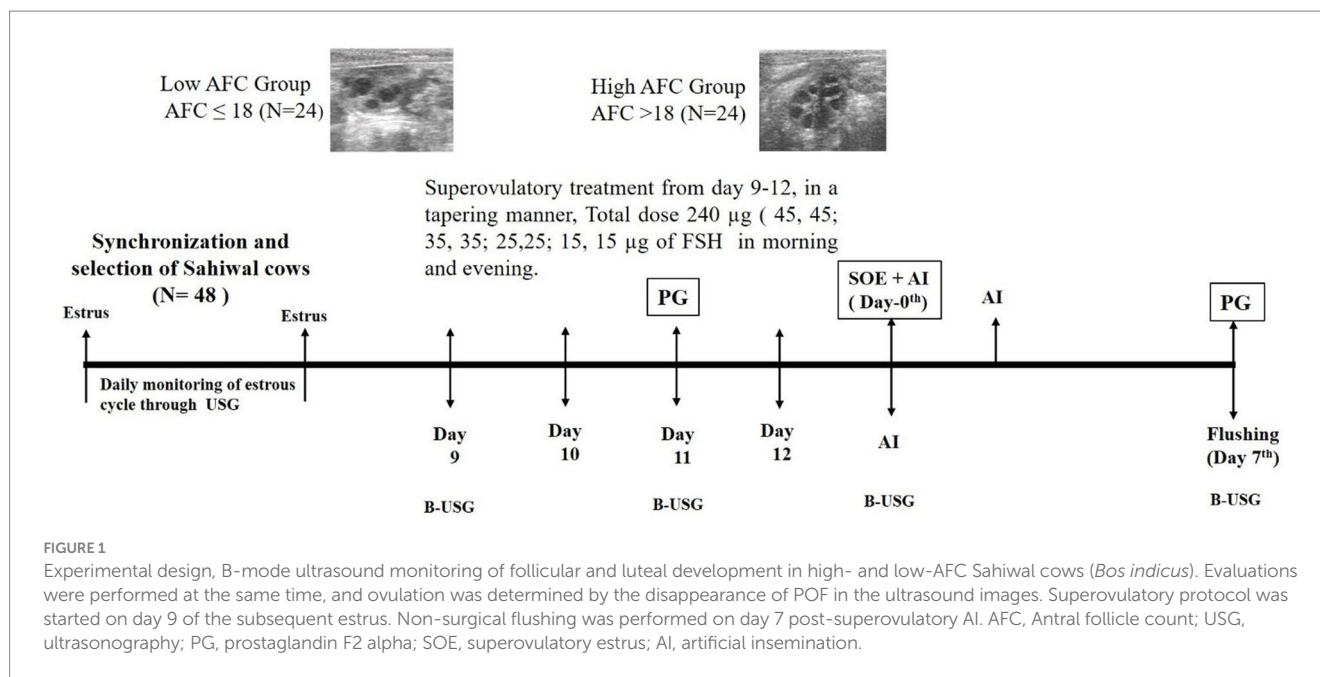 Low AFC Group
AFC ≤ 18 (N=24)
High AFC Group
AFC >18 (N=24)
Superovulatory treatment from day 9-12, in a
tapering manner, Total dose 240 µg ( 45, 45;
35, 35; 25,25; 15, 15 µg of FSH in morning
and evening.
Synchronization and
selection of Sahiwal cows
(N= 48 )
Estrus
Estrus
PG
SOE + AI
( Day-0th)
AI
PG
Daily monitoring of estrous
cycle through USG
Day
9
Day
10
Day
11
Day
12
AI
Flushing
(Day 7th)
B-USG
B-USG
B-USG
B-USG
FIGURE 1
Experimental design, B-mode ultrasound monitoring of follicular and luteal development in high- and low-AFC Sahiwal cows (Bos indicus). Evaluations
were performed at the same time, and ovulation was determined by the disappearance of POF in the ultrasound images. Superovulatory protocol was
started on day 9 of the subsequent estrus. Non-surgical flushing was performed on day 7 post-superovulatory AI. AFC, Antral follicle count; USG,
ultrasonography; PG, prostaglandin F2 alpha; SOE, superovulatory estrus; AI, artificial insemination.